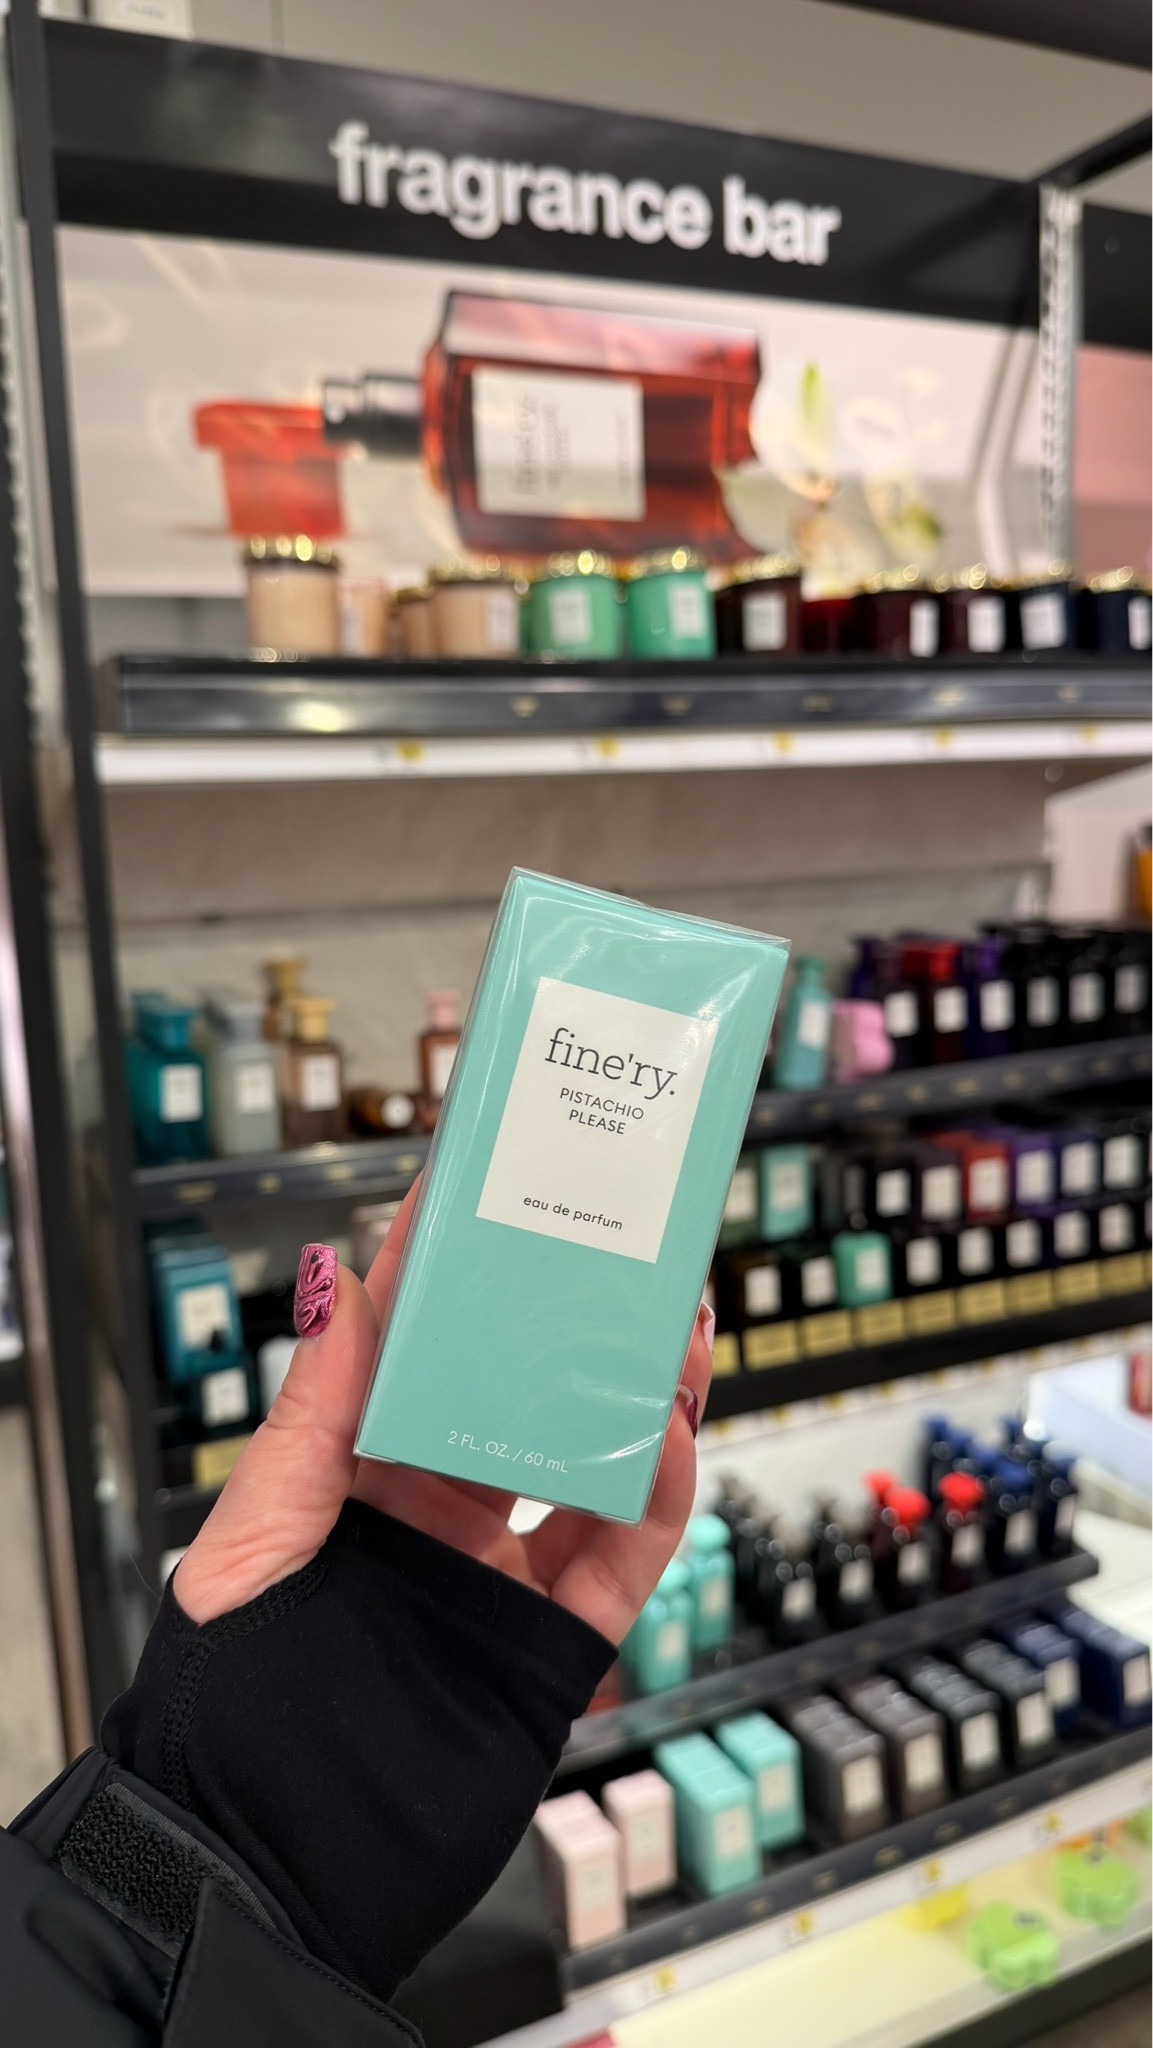 fragrance bar
fine'ry.
PISTACHIO
PLEASE
eau de parfum
2 FL. OZ. / 60 mL